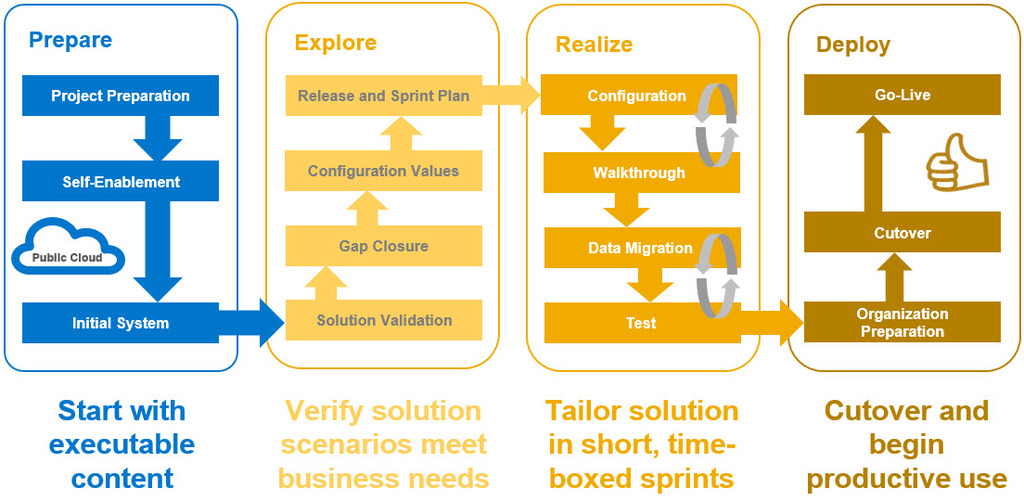 Prepare
Project Preparation
Self-Enablement
Public Cloud
Initial System
Start with
executable
content
Explore
Release and Sprint Plan
Configuration Values
Gap Closure
Solution Validation
Verify solution
scenarios meet
business needs
Realize
Configuration
Walkthrough
Data Migration
Test
Tailor solution
in short, time-
boxed sprints
Deploy
Go-Live
Cutover
Organization
Preparation
Cutover and
begin
productive use